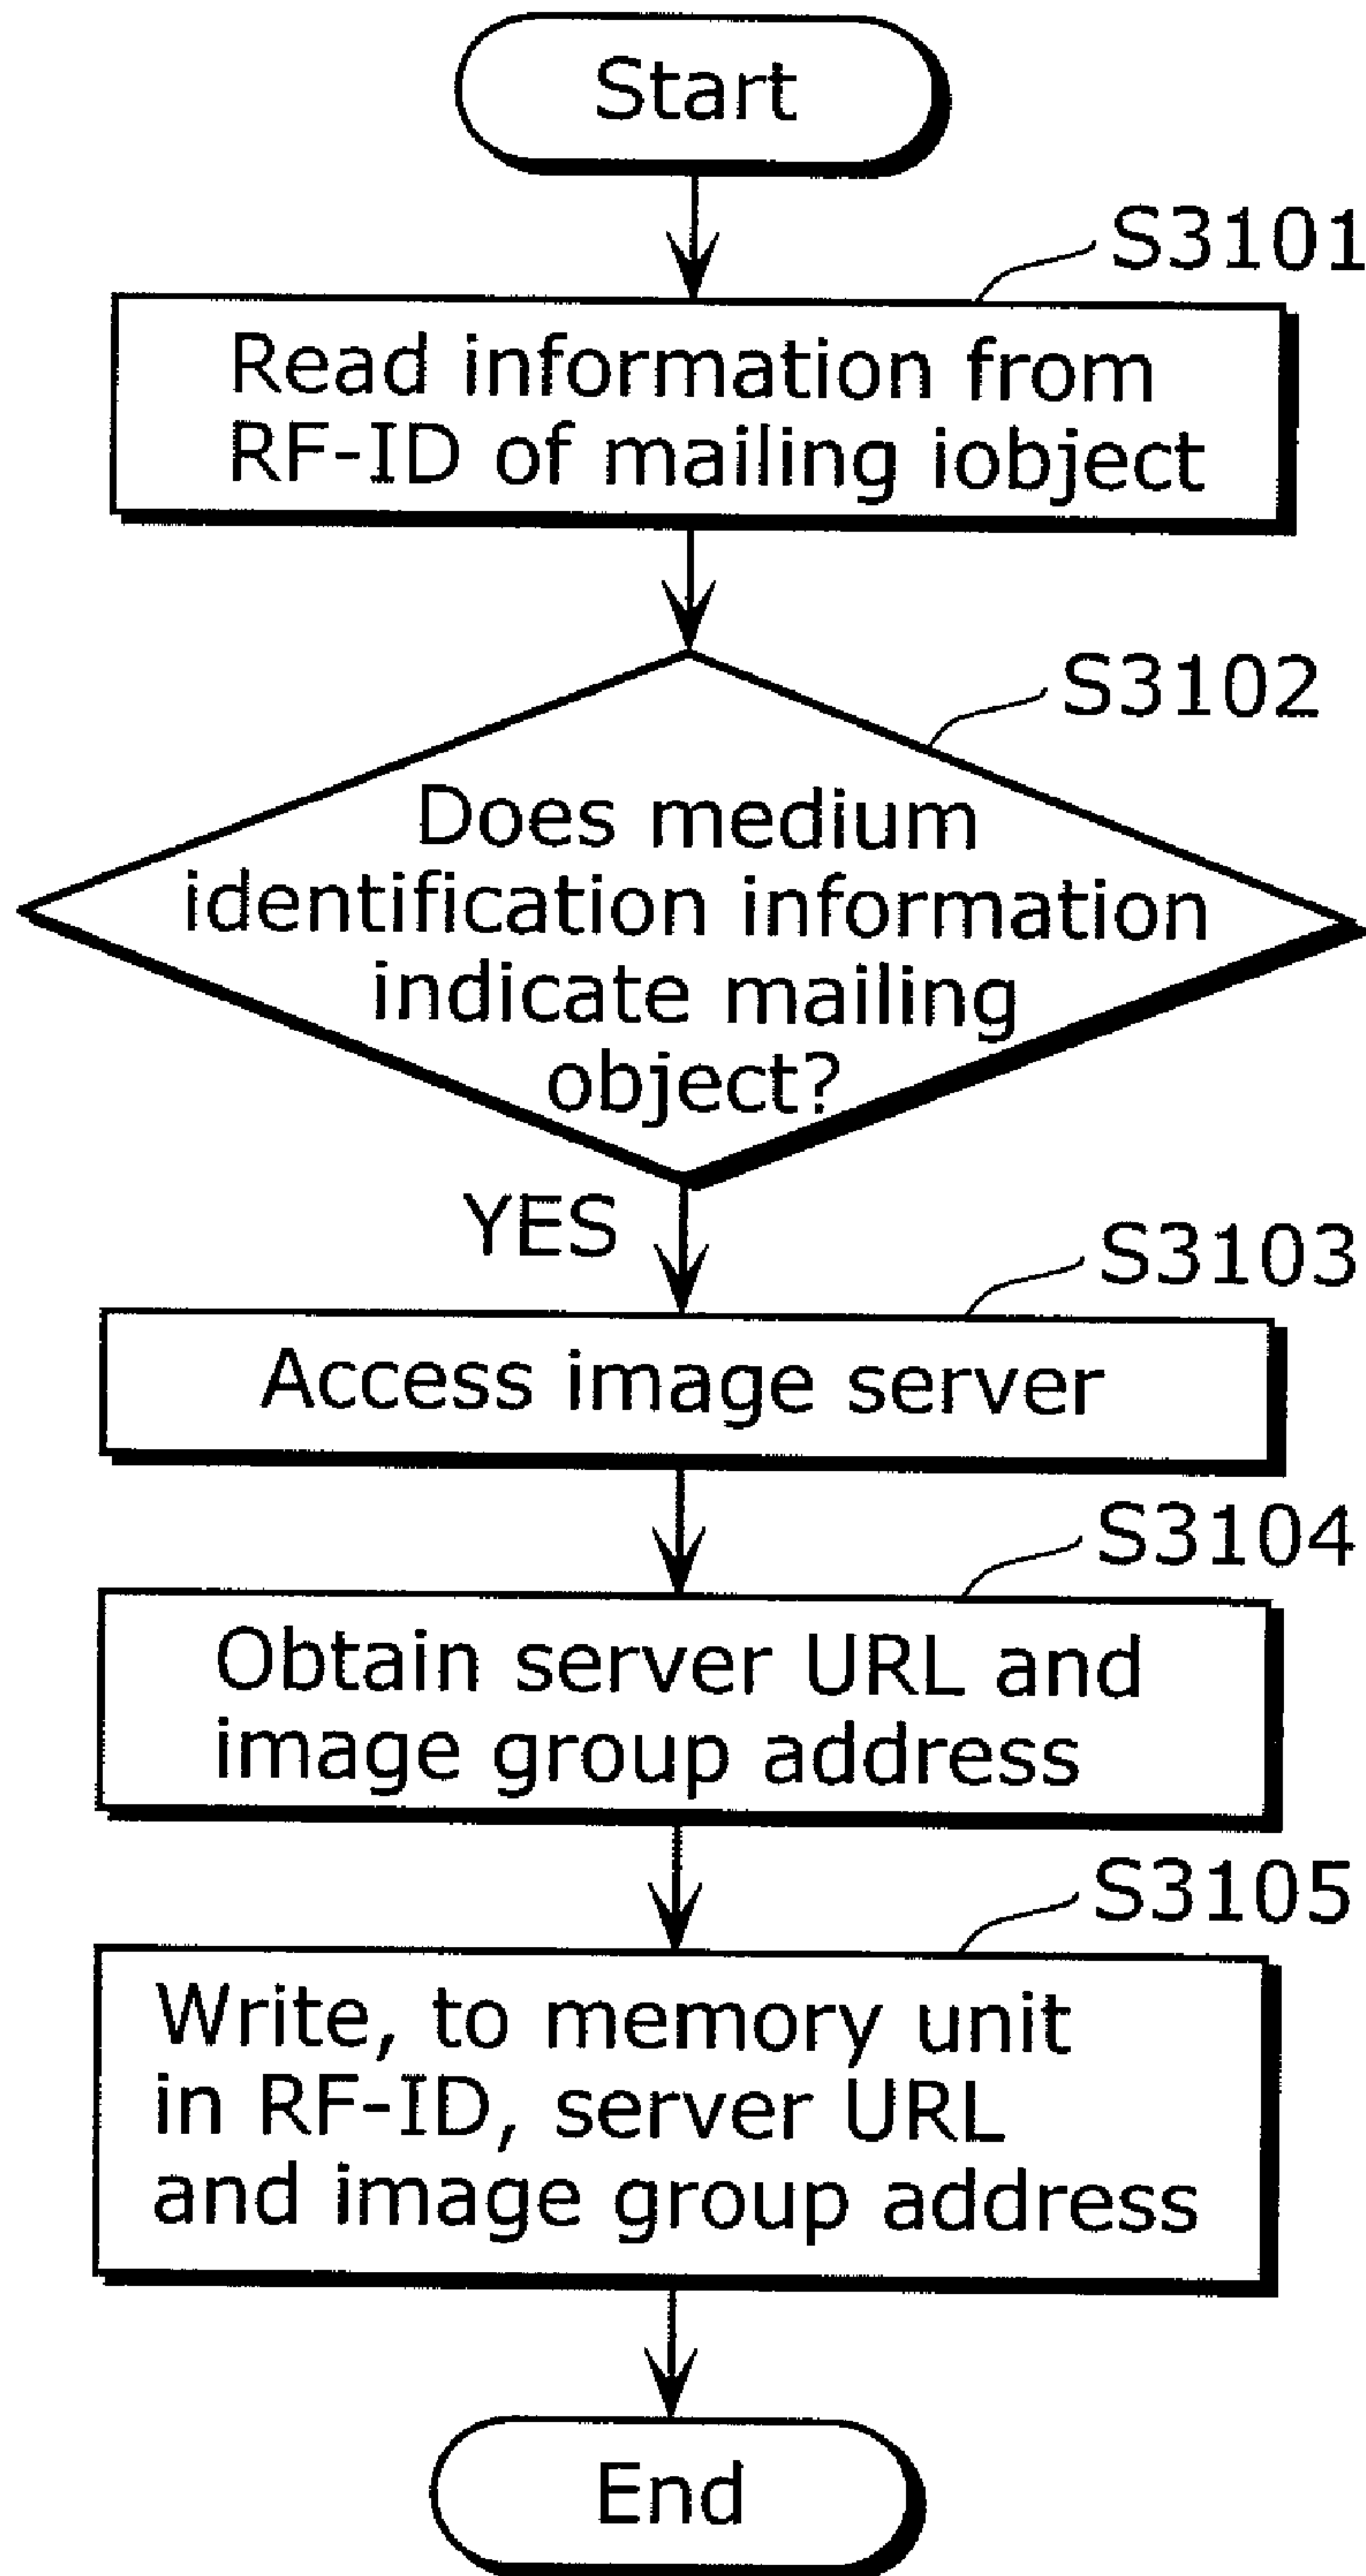 Start
S3101
Read information from
RF-ID of mailing iobject
S3102
Does medium
identification information
indicate mailing
object?
YES
S3103
Access image server
S3104
Obtain server URL and
image group address
S3105
Write, to memory unit
in RF-ID, server URL
and image group address
End